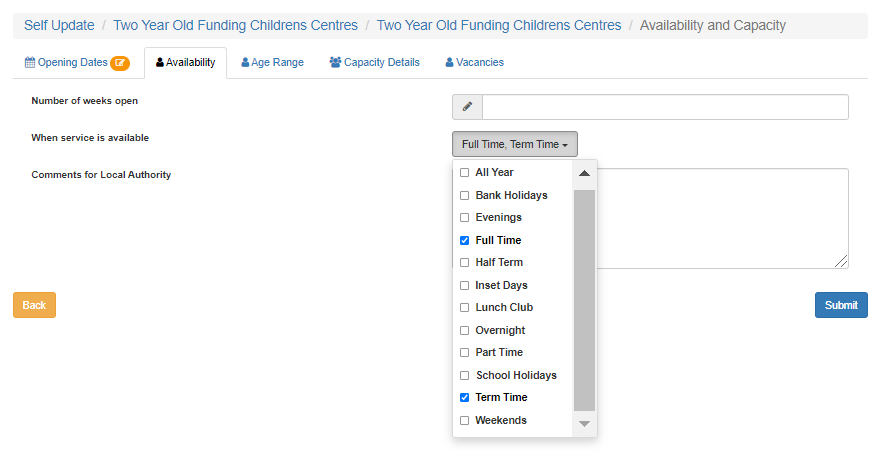 Self Update / Two Year Old Funding Childrens Centres / Two Year Old Funding Childrens Centres / Availability and Capacity
Opening Dates Availability Age Range Capacity Details Vacancies
Number of weeks open
When service is available Full Time, Term Time
Comments for Local Authority
All Year
Bank Holidays
Evenings
Full Time
Half Term
Inset Days
Lunch Club
Overnight
Part Time
School Holidays
Term Time
Weekends
Back Submit